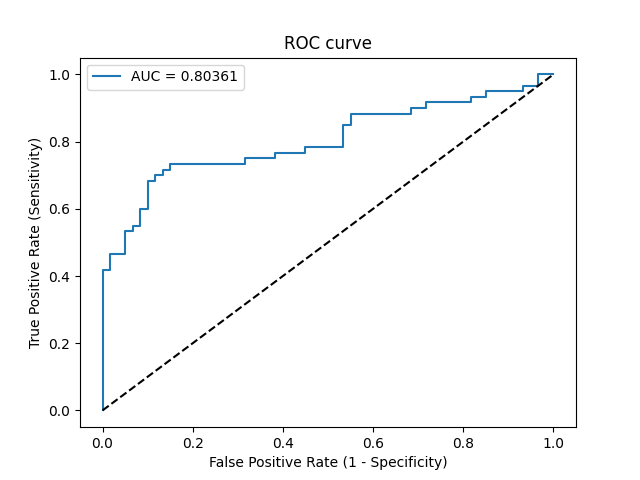 ROC curve
AUC = 0.80361
1.0
0.8
0.6
0.4
0.2
0.0
True Positive Rate (Sensitivity)
0.0 0.2 0.4 0.6 0.8 1.0
False Positive Rate (1 - Specificity)